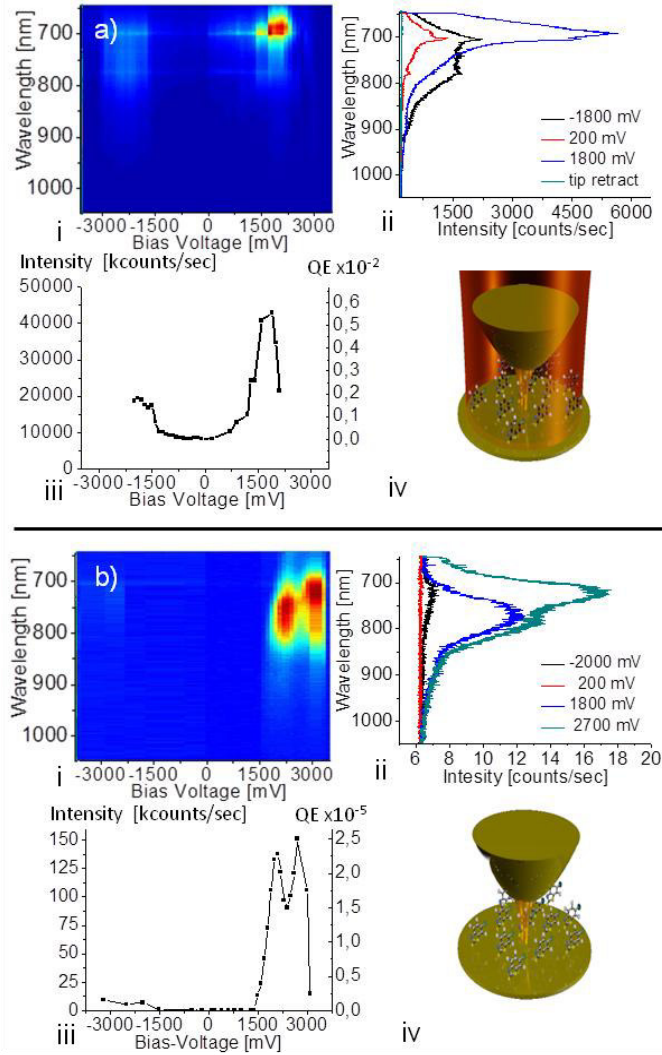 a)
Wavelength [nm]
700
800
900
1000
-3000 -1500 0 1500 3000
Bias Voltage [mV]
i
Wavelength [nm]
700
800
900
1000
-1800 mV
200 mV
1800 mV
tip retract
1500 3000 4500 6000
Intensity [counts/sec]
ii
Intensity [kcounts/sec]
QE x10-2
50000
40000
30000
20000
10000
0
0,6
0,5
0,4
0,3
0,2
0,1
0,0
-3000 -1500 0 1500 3000
Bias Voltage [mV]
iii
iv
b)
Wavelength [nm]
700
800
900
1000
-3000 -1500 0 1500 3000
Bias Voltage [mV]
i
Wavelength [nm]
700
800
900
1000
-2000 mV
200 mV
1800 mV
2700 mV
6 8 10 12 14 16 18 20
Intesity [counts/sec]
ii
Intensity [kcounts/sec]
QE x10-5
150
125
100
75
50
25
0
2,5
2,0
1,5
1,0
0,5
0,0
-3000 -1500 0 1500 3000
Bias-Voltage [mV]
iii
iv